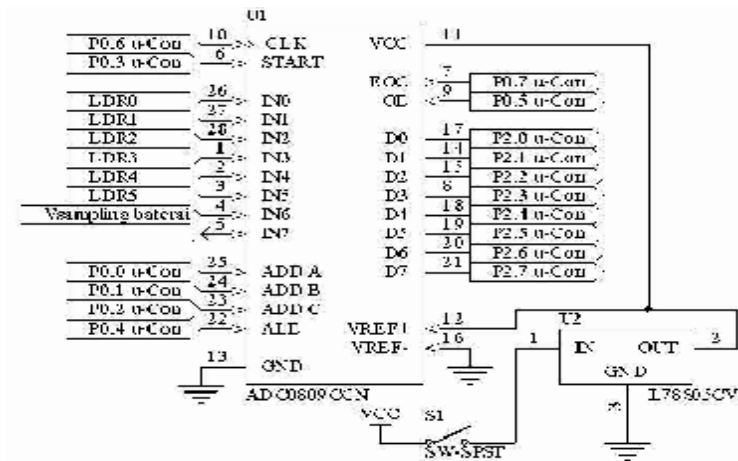 U1
P0.6 u-Con 10 CLK VCC 11
P0.3 u-Con 6 START
EOC 7 P0.7 u-Con
OE 9 P0.5 u-Con
LDR0 26 IN0
LDR1 27 IN1
LDR2 28 IN2 D0 17 P2.0 u-Con
LDR3 1 IN3 D1 14 P2.1 u-Con
LDR4 2 IN4 D2 15 P2.2 u-Con
LDR5 3 IN5 D3 8 P2.3 u-Con
Vsampling baterai 4 IN6 D4 18 P2.4 u-Con
5 IN7 D5 19 P2.5 u-Con
D6 20 P2.6 u-Con
P0.0 u-Con 25 ADD A D7 21 P2.7 u-Con
P0.1 u-Con 24 ADD B
P0.2 u-Con 23 ADD C
P0.4 u-Con 22 ALE VREF+ 12 U2
VREF- 16 1 IN OUT
13 GND GND
ADC0809CCN L78S05CV
VCC S1
SW-SPST